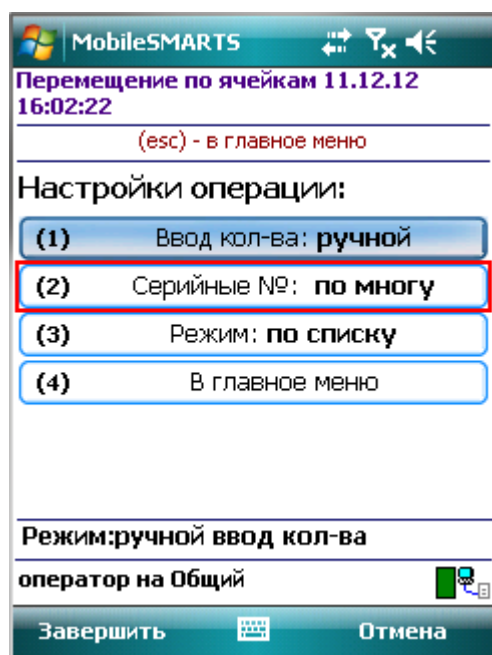 MobileSMARTS
Перемещение по ячейкам 11.12.12
16:02:22
(esc) - в главное меню
Настройки операции:
(1) Ввод кол-ва: ручной
(2) Серийные №: по многу
(3) Режим: по списку
(4) В главное меню
Режим:ручной ввод кол-ва
оператор на Общий
Завершить Отмена